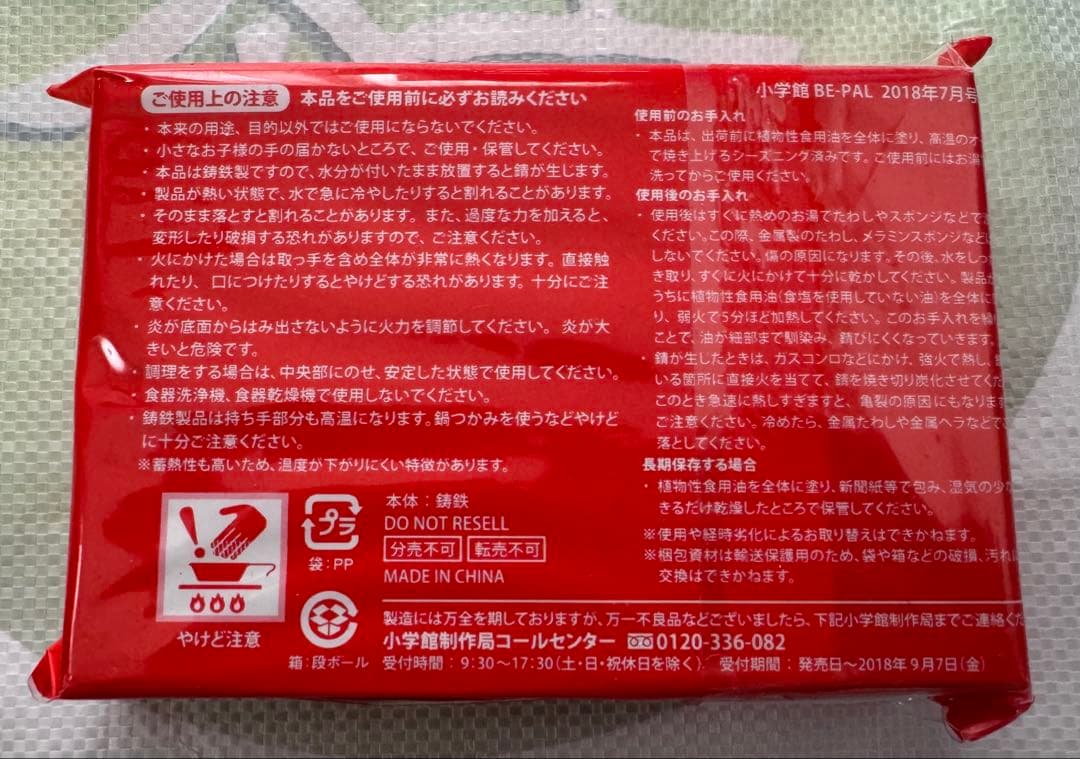 ご使用上の注意 本品をご使用前に必ずお読みください
・本来の用途、目的以外ではご使用にならないでください。
・小さなお子様の手の届かないところで、ご使用・保管してください。
・本品は鋳鉄製ですので、水分が付いたまま放置すると錆が生じます。
・製品が熱い状態で、水で急に冷やしたりすると割れることがあります。
・そのまま落とすと割れることがあります。また、過度な力を加えると、
変形したり破損する恐れがありますので、ご注意ください。
・火にかけた場合は取っ手を含め全体が非常に熱くなります。直接触
れたり、口につけたりするとやけどする恐れがあります。十分にご注
意ください。
・炎が底面からはみ出さないように火力を調節してください。炎が大
きいと危険です。
・調理をする場合は、中央部にのせ、安定した状態で使用してください。
・食器洗浄機、食器乾燥機で使用しないでください。
・鋳鉄製品は持ち手部分も高温になります。鍋つかみを使うなどやけど
に十分ご注意ください。
※蓄熱性も高いため、温度が下がりにくい特徴があります。
やけど注意
プラ
袋:PP
箱:段ボール
本体:鋳鉄
DO NOT RESELL
分売不可 転売不可
MADE IN CHINA
小学館 BE-PAL 2018年7月号
使用前のお手入れ
・本品は、出荷前に植物性食用油を全体に塗り、高温のオ
で焼き上げるシーズニング済みです。ご使用前にはお湯
洗ってからご使用ください。
使用後のお手入れ
・使用後はすぐに熱めのお湯でたわしやスポンジなどで
ください。この際、金属製のたわし、メラミンスポンジなど
しないでください。傷の原因になります。その後、水をしっ
き取り、すぐに火にかけて十分に乾かしてください。製品
うちに植物性食用油(食塩を使用していない油)を全体に
り、弱火で5分ほど加熱してください。このお手入れを繰
ことで、油が細部まで馴染み、錆びにくくなっていきます。
・錆が生したときは、ガスコンロなどにかけ、強火で熱し、
いる箇所に直接火を当てて、錆を焼き切り炭化させてく
このとき急速に熱しすぎますと、亀裂の原因にもなります
ご注意ください。冷めたら、金属たわしや金属ヘラなどで
落としてください。
長期保存する場合
・植物性食用油を全体に塗り、新聞紙等で包み、湿気の少
きるだけ乾燥したところで保管してください。
※使用や経時劣化によるお取り替えはできかねます。
※梱包資材は輸送保護用のため、袋や箱などの破損、汚れ
交換はできかねます。
製造には万全を期しておりますが、万一不良品などございましたら、下記小学館制作局までご連絡く
小学館制作局コールセンター 0120-336-082
受付時間:9:30〜17:30(土・日・祝休日を除く) 受付期間:発売日〜2018年9月7日(金)